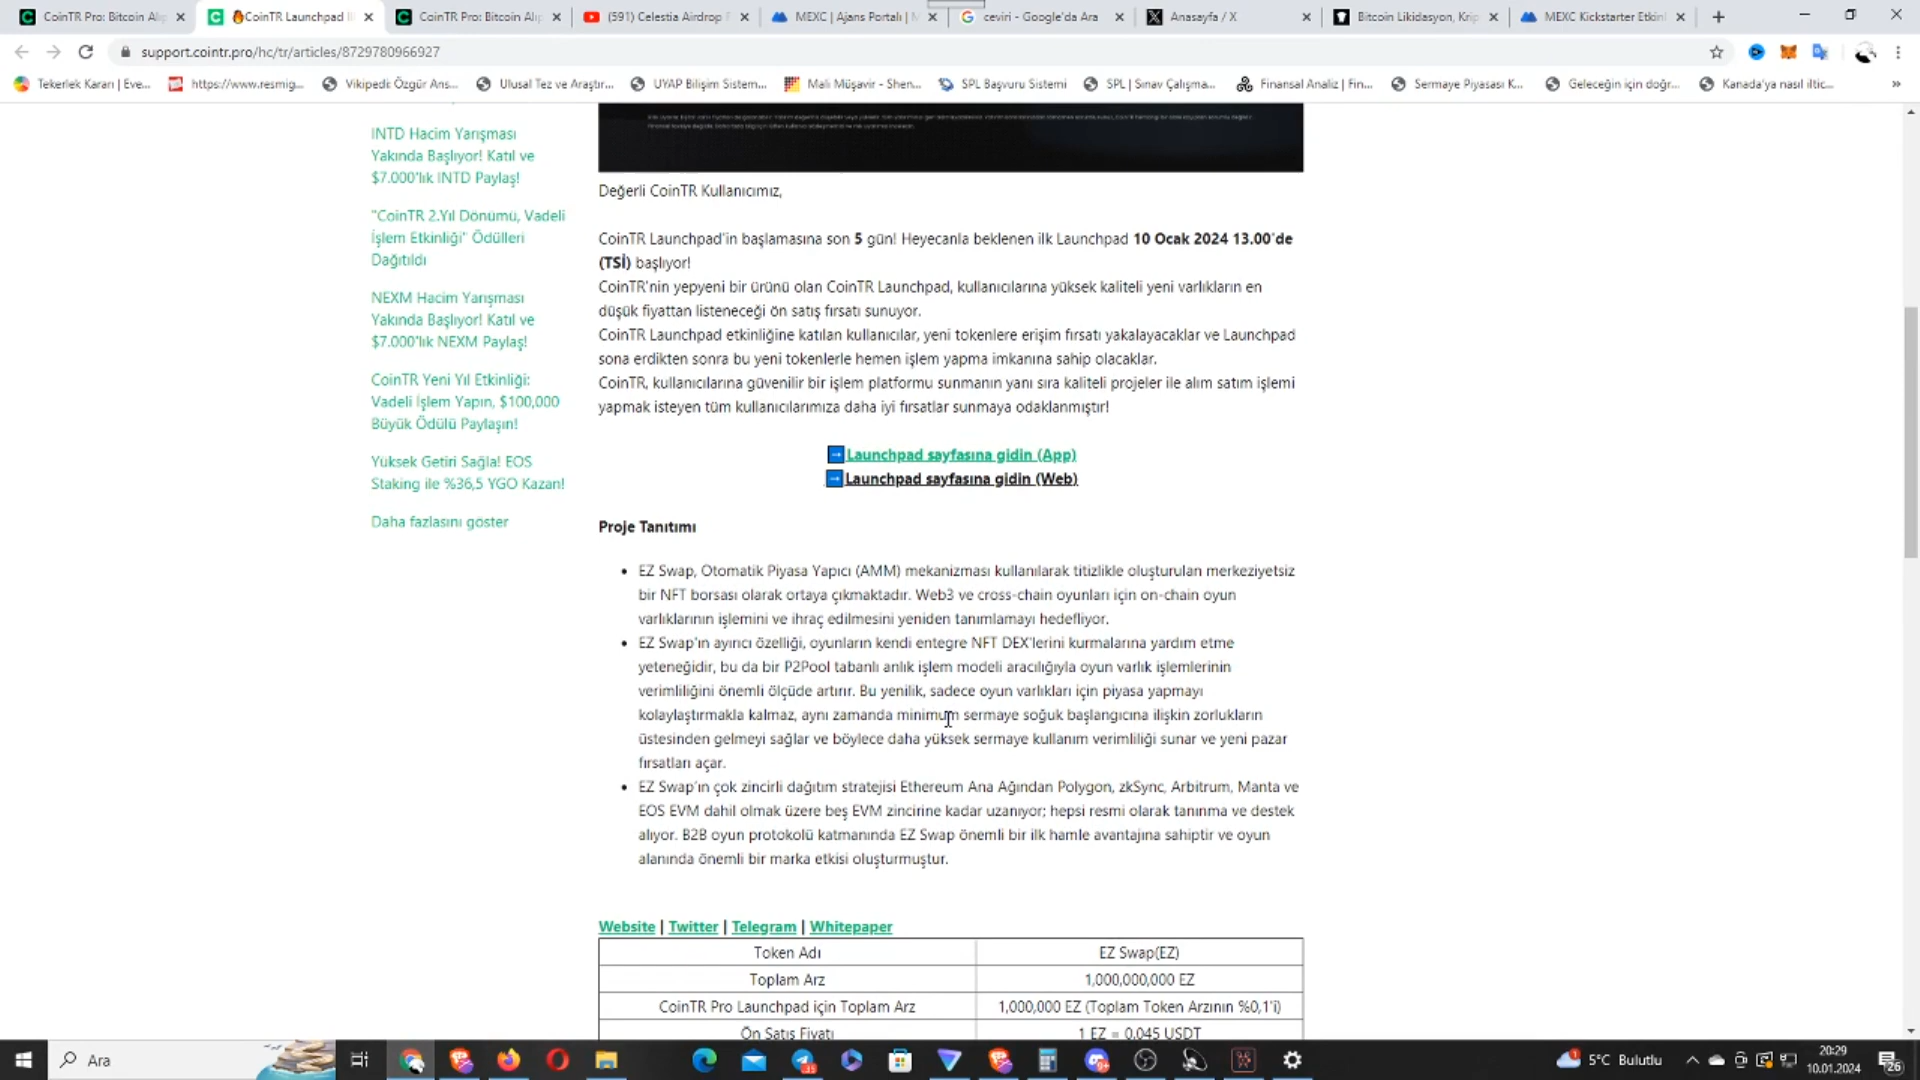 CoinTR Pro: Bitcoin Alış
CoinTR Launchpad il
CoinTR Pro: Bitcoin Alış
(591) Celestia Airdrop F
MEXC | Ajans Portalı | M
ceviri - Google'da Ara
Anasayfa / X
Bitcoin Likidasyon, Krip
MEXC Kickstarter Etkin
support.cointr.pro/hc/tr/articles/8729780966927
Tekerlek Kararı | Eve...
https://www.resmig...
Vikipedi: Özgür Ans...
Ulusal Tez ve Araştır...
UYAP Bilişim Sistem...
Mali Müşavir - Shen...
SPL Başvuru Sistemi
SPL | Sınav Çalışma...
Finansal Analiz | Fin...
Sermaye Piyasası K...
Geleceğin için doğr...
Kanada'ya nasıl iltic...
INTD Hacim Yarışması
Yakında Başlıyor! Katıl ve
$7.000'lık INTD Paylaş!
"CoinTR 2.Yıl Dönümü, Vadeli
İşlem Etkinliği" Ödülleri
Dağıtıldı
NEXM Hacim Yarışması
Yakında Başlıyor! Katıl ve
$7.000'lık NEXM Paylaş!
CoinTR Yeni Yıl Etkinliği:
Vadeli İşlem Yapın, $100,000
Büyük Ödülü Paylaşın!
Yüksek Getiri Sağla! EOS
Staking ile %36,5 YGO Kazan!
Daha fazlasını göster
Değerli CoinTR Kullanıcımız,
CoinTR Launchpad'in başlamasına son 5 gün! Heyecanla beklenen ilk Launchpad 10 Ocak 2024 13.00'de
(TSİ) başlıyor!
CoinTR'nin yepyeni bir ürünü olan CoinTR Launchpad, kullanıcılarına yüksek kaliteli yeni varlıkların en
düşük fiyattan listeneceği ön satış fırsatı sunuyor.
CoinTR Launchpad etkinliğine katılan kullanıcılar, yeni tokenlere erişim fırsatı yakalayacaklar ve Launchpad
sona erdikten sonra bu yeni tokenlerle hemen işlem yapma imkanına sahip olacaklar.
CoinTR, kullanıcılarına güvenilir bir işlem platformu sunmanın yanı sıra kaliteli projeler ile alım satım işlemi
yapmak isteyen tüm kullanıcılarımıza daha iyi fırsatlar sunmaya odaklanmıştır!
Launchpad sayfasına gidin (App)
Launchpad sayfasına gidin (Web)
Proje Tanıtımı
• EZ Swap, Otomatik Piyasa Yapıcı (AMM) mekanizması kullanılarak titizlikle oluşturulan merkeziyetsiz
bir NFT borsası olarak ortaya çıkmaktadır. Web3 ve cross-chain oyunları için on-chain oyun
varlıklarının işlemini ve ihraç edilmesini yeniden tanımlamayı hedefliyor.
• EZ Swap'ın ayırıcı özelliği, oyunların kendi entegre NFT DEX'lerini kurmalarına yardım etme
yeteneğidir, bu da bir P2Pool tabanlı anlık işlem modeli aracılığıyla oyun varlık işlemlerinin
verimliliğini önemli ölçüde artırır. Bu yenilik, sadece oyun varlıkları için piyasa yapmayı
kolaylaştırmakla kalmaz, aynı zamanda minimum sermaye soğuk başlangıcına ilişkin zorlukların
üstesinden gelmeyi sağlar ve böylece daha yüksek sermaye kullanım verimliliği sunar ve yeni pazar
fırsatları açar.
• EZ Swap'ın çok zincirli dağıtım stratejisi Ethereum Ana Ağından Polygon, zkSync, Arbitrum, Manta ve
EOS EVM dahil olmak üzere beş EVM zincirine kadar uzanıyor; hepsi resmi olarak tanınma ve destek
alıyor. B2B oyun protokolü katmanında EZ Swap önemli bir ilk hamle avantajına sahiptir ve oyun
alanında önemli bir marka etkisi oluşturmuştur.
Website | Twitter | Telegram | Whitepaper
Token Adı EZ Swap(EZ)
Toplam Arz 1,000,000,000 EZ
CoinTR Pro Launchpad için Toplam Arz 1,000,000 EZ (Toplam Token Arzının %0,1'i)
Ön Satış Fiyatı 1 EZ = 0,045 USDT
Ara
5°C Bulutlu
20:29
10.01.2024
26